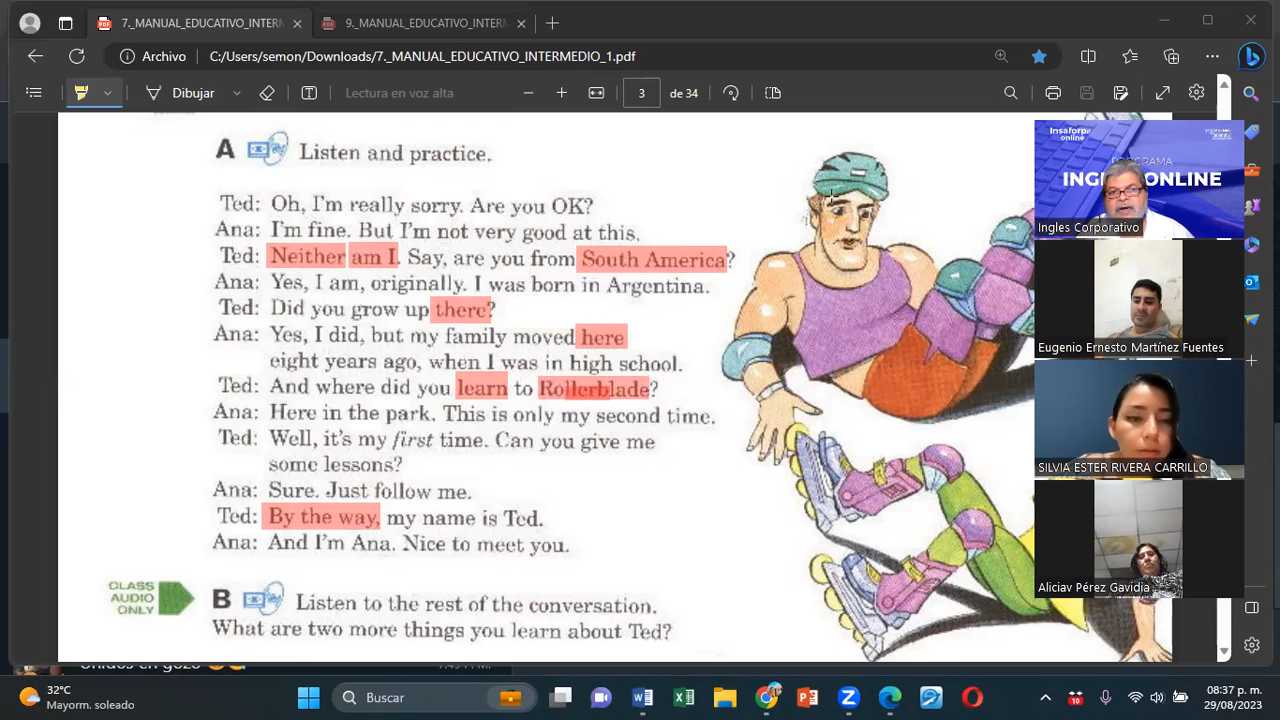 7._MANUAL_EDUCATIVO_INTERM
9._MANUAL_EDUCATIVO_INTERM
Archivo
C:/Users/semon/Downloads/7._MANUAL_EDUCATIVO_INTERMEDIO_1.pdf
Dibujar
Lectura en voz alta
3
de 34
A
Listen and practice.
Ted: Oh, I'm really sorry. Are you OK?
Ana: I'm fine. But I'm not very good at this.
Ted: Neither am I. Say, are you from South America?
Ana: Yes, I am, originally. I was born in Argentina.
Ted: Did you grow up there?
Ana: Yes, I did, but my family moved here
eight years ago, when I was in high school.
Ted: And where did you learn to Rollerblade?
Ana: Here in the park. This is only my second time.
Ted: Well, it's my first time. Can you give me
some lessons?
Ana: Sure. Just follow me.
Ted: By the way, my name is Ted.
Ana: And I'm Ana. Nice to meet you.
CLASS
AUDIO
ONLY
B
Listen to the rest of the conversation.
What are two more things you learn about Ted?
Insaforp
online
PROGRAMA
INGLÉS ONLINE
Ingles Corporativo
Eugenio Ernesto Martínez Fuentes
SILVIA ESTER RIVERA CARRILLO
Aliciav Pérez Gavidia
32°C
Mayorm. soleado
Buscar
10
08:37 p. m.
29/08/2023